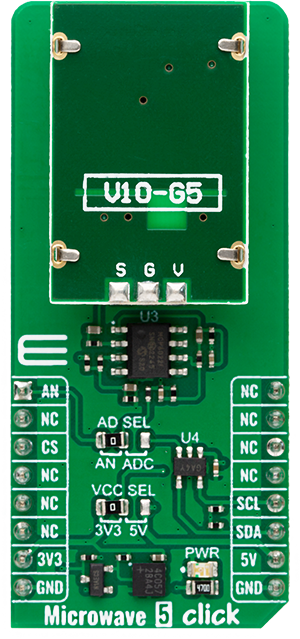 V10-G5
S G V
U3
AN NC
NC NC
AD SEL
CS NC
AN ADC
U4
NC NC
VCC SEL
NC SCL
3V3 5V
NC SDA
3V3 PWR 5V
GND GND
4700
Microwave 5 click